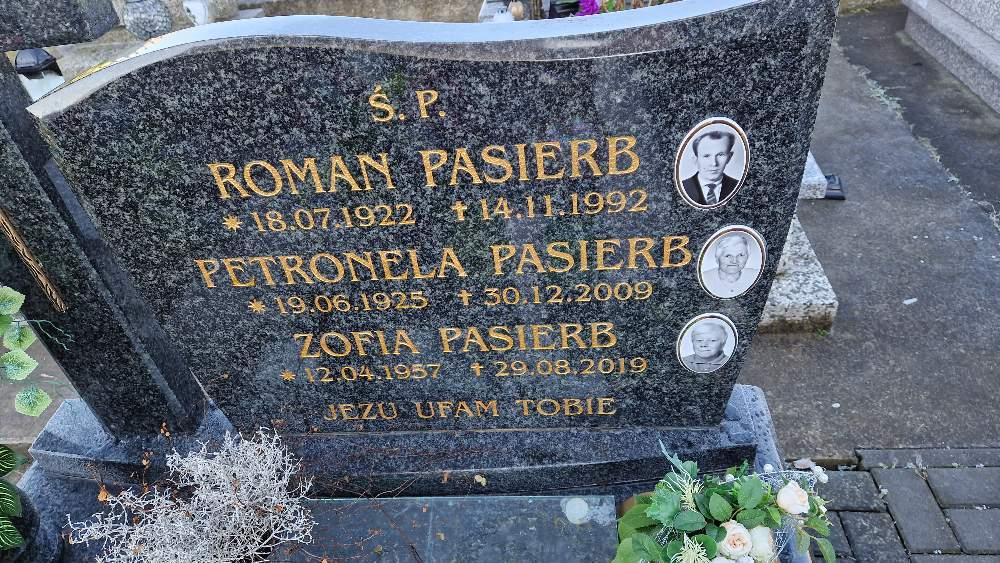 Ś. P.
ROMAN PASIERB
* 18.07.1922 ✝ 14.11.1992
PETRONELA PASIERB
* 19.06.1925 ✝ 30.12.2009
ZOFIA PASIERB
* 12.04.1957 ✝ 29.08.2019
JEZU UFAM TOBIE